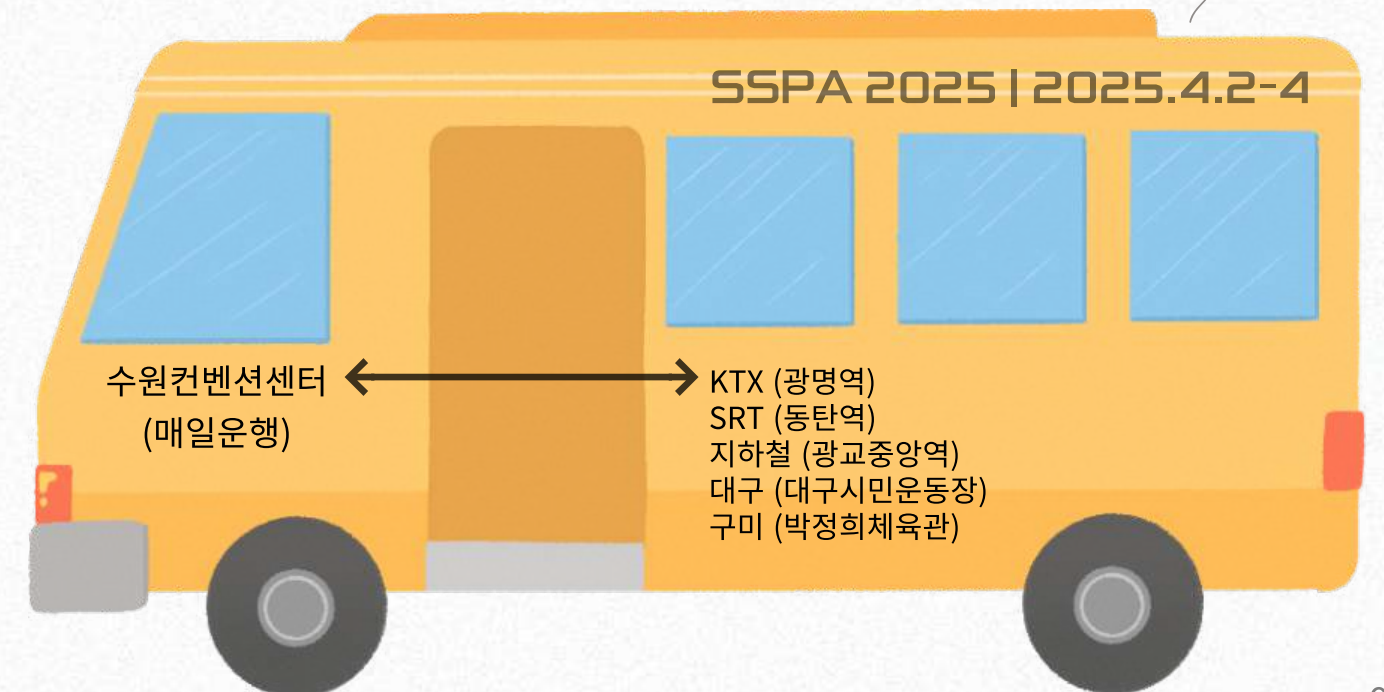 SSPA 2025 | 2025.4.2-4
수원컨벤션센터
(매일운행)
KTX (광명역)
SRT (동탄역)
지하철 (광교중앙역)
대구 (대구시민운동장)
구미 (박정희체육관)